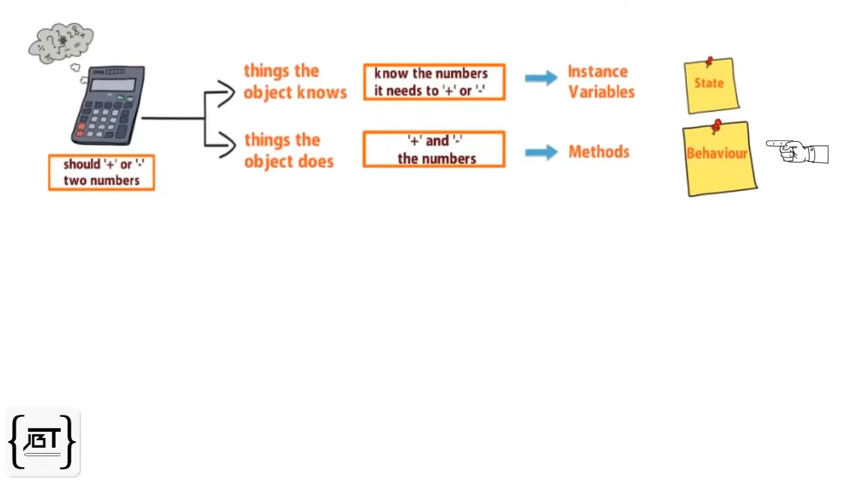 things the
object knows
know the numbers
it needs to '+' or '-'
Instance
Variables
State
should '+' or '-'
two numbers
things the
object does
'+' and '-'
the numbers
Methods
Behaviour
{JBT}